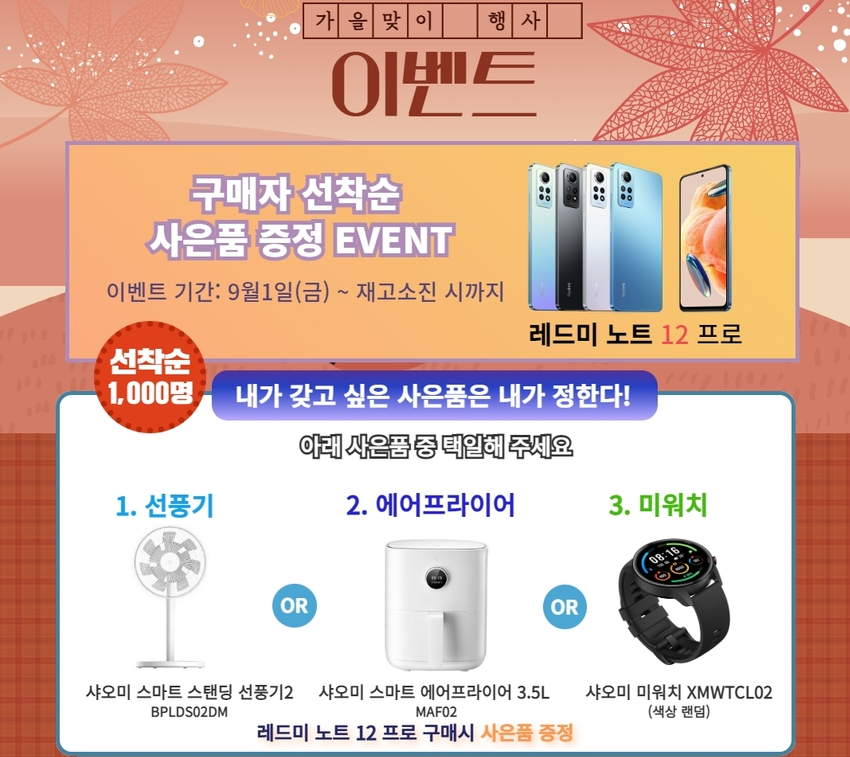 가을맞이 행사
이벤트
구매자 선착순
사은품 증정 EVENT
이벤트 기간: 9월1일(금) ~ 재고소진 시까지
레드미 노트 12 프로
선착순
1,000명
내가 갖고 싶은 사은품은 내가 정한다!
아래 사은품 중 택일해 주세요
1. 선풍기
2. 에어프라이어
3. 미워치
08:16
OR
OR
샤오미 스마트 스탠딩 선풍기2
BPLDS02DM
샤오미 스마트 에어프라이어 3.5L
MAF02
샤오미 미워치 XMWTCL02
(색상 랜덤)
레드미 노트 12 프로 구매시 사은품 증정